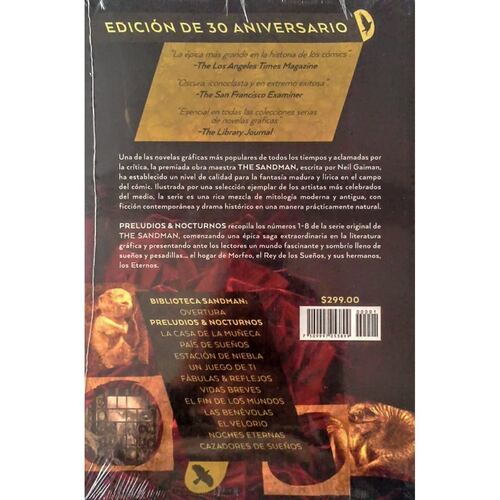 EDICIÓN DE 30 ANIVERSARIO
"La épica más grande en la historia de los cómics".
-The Los Angeles Times Magazine
"Oscura, iconoclasta y en extremo exitosa".
-The San Francisco Examiner
"Esencial en todas las colecciones serias
de novelas gráficas".
-The Library Journal
Una de las novelas gráficas más populares de todos los tiempos y aclamadas por
la crítica, la premiada obra maestra THE SANDMAN, escrita por Neil Gaiman,
ha establecido un nivel de calidad para la fantasía madura y lírica en el campo
del cómic. Ilustrada por una selección ejemplar de los artistas más celebrados
del medio, la serie es una rica mezcla de mitología moderna y antigua, con
ficción contemporánea y drama histórico en una manera prácticamente natural.
PRELUDIOS & NOCTURNOS recopila los números 1-8 de la serie original de
THE SANDMAN, comenzando una épica saga extraordinaria en la literatura
gráfica y presentando ante los lectores un mundo fascinante y sombrío lleno de
sueños y pesadillas... el hogar de Morfeo, el Rey de los Sueños, y sus hermanos,
los Eternos.
BIBLIOTECA SANDMAN:
OVERTURA
PRELUDIOS & NOCTURNOS
LA CASA DE LA MUÑECA
PAÍS DE SUEÑOS
ESTACIÓN DE NIEBLA
UN JUEGO DE TI
FÁBULAS & REFLEJOS
VIDAS BREVES
EL FIN DE LOS MUNDOS
LAS BENÉVOLAS
EL VELORIO
NOCHES ETERNAS
CAZADORES DE SUEÑOS
$299.00
00001